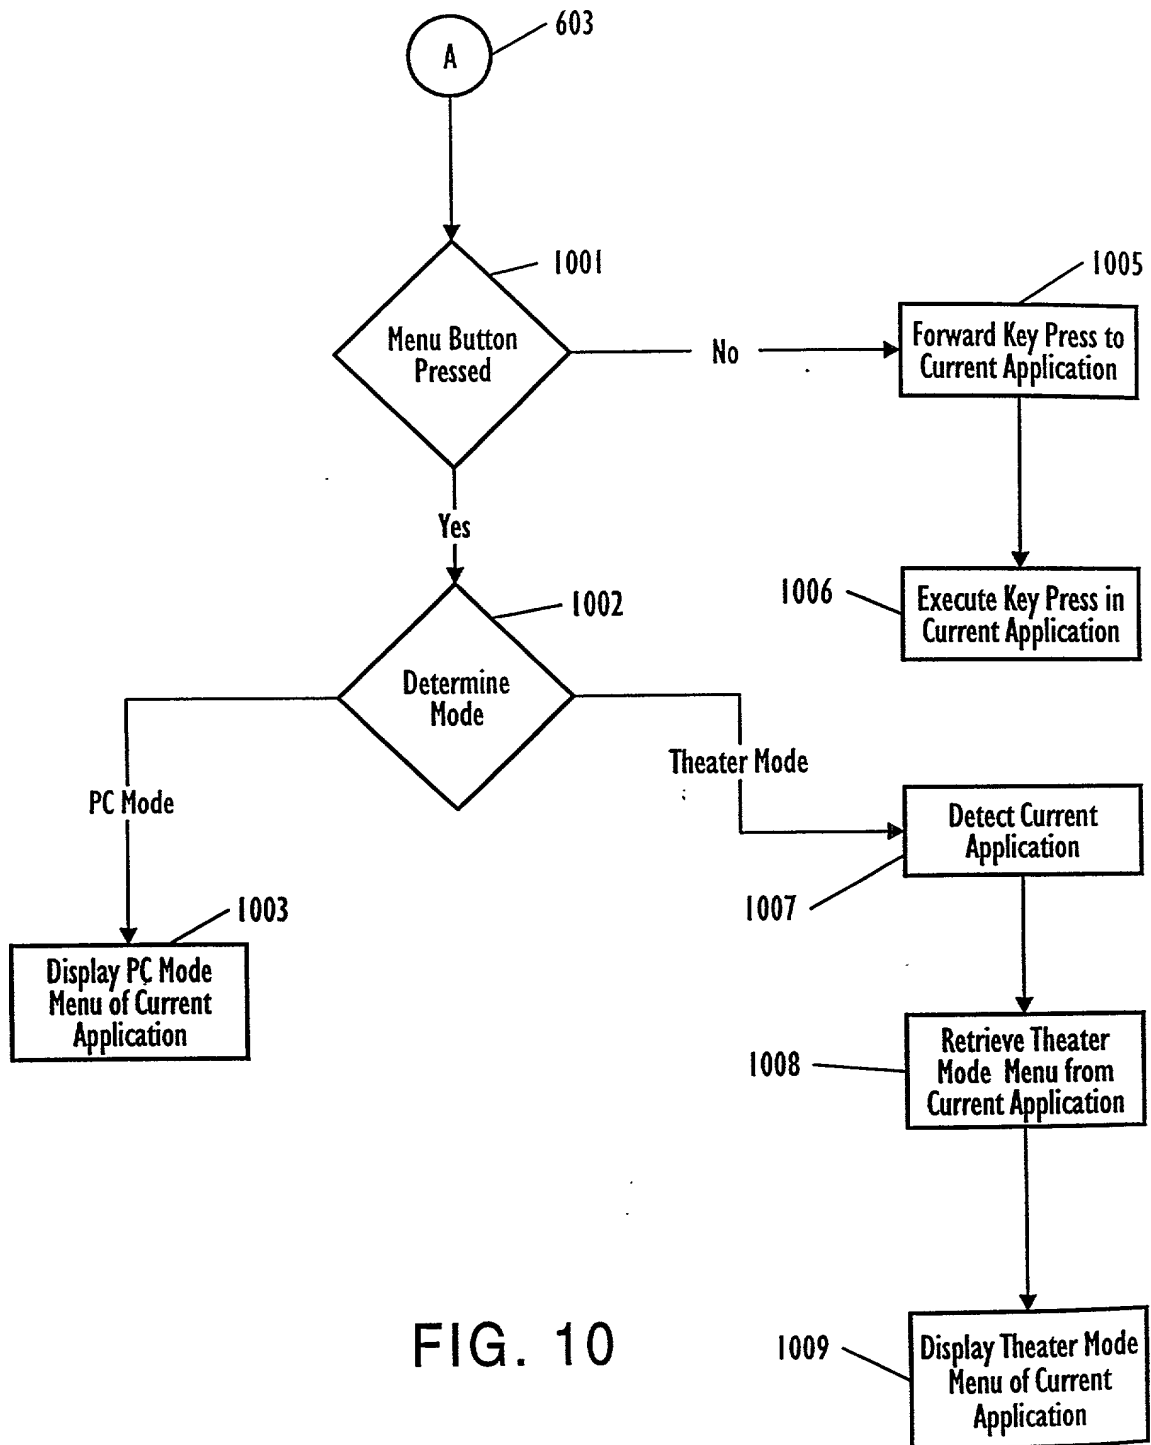 603
A
1001
Menu Button
Pressed
No
1005
Forward Key Press to
Current Application
Yes
1006
Execute Key Press in
Current Application
1002
Determine
Mode
PC Mode
Theater Mode
Detect Current
Application
1007
1003
Display PC Mode
Menu of Current
Application
1008
Retrieve Theater
Mode Menu from
Current Application
1009
Display Theater Mode
Menu of Current
Application
FIG. 10